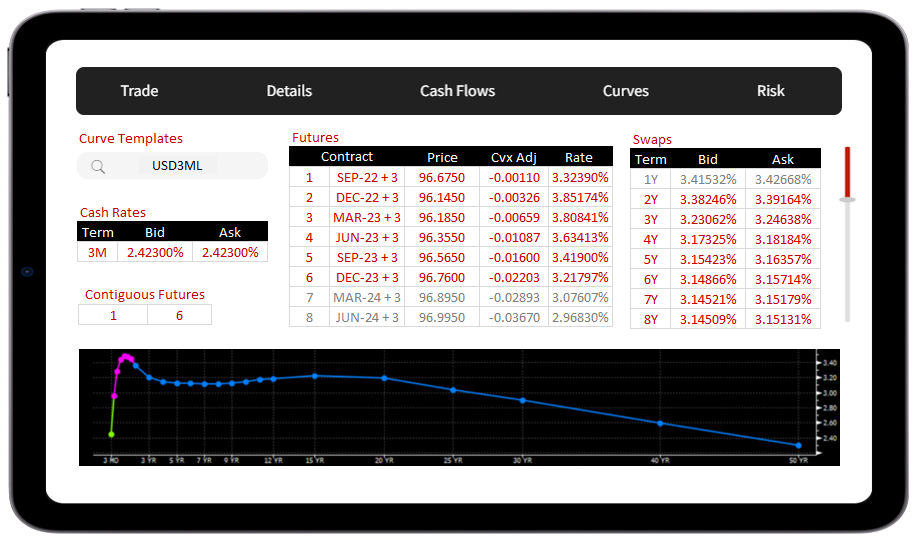 Trade Details Cash Flows Curves Risk
Curve Templates
USD3ML
Cash Rates
Term Bid Ask
3M 2.42300% 2.42300%
Contiguous Futures
1 6
Futures
Contract Price Cvx Adj Rate
1 SEP-22 + 3 96.6750 -0.00110 3.32390%
2 DEC-22 + 3 96.1450 -0.00326 3.85174%
3 MAR-23 + 3 96.1850 -0.00659 3.80841%
4 JUN-23 + 3 96.3550 -0.01087 3.63413%
5 SEP-23 + 3 96.5650 -0.01600 3.41900%
6 DEC-23 + 3 96.7600 -0.02203 3.21797%
7 MAR-24 + 3 96.8950 -0.02893 3.07607%
8 JUN-24 + 3 96.9950 -0.03670 2.96830%
Swaps
Term Bid Ask
1Y 3.41532% 3.42668%
2Y 3.38246% 3.39164%
3Y 3.23062% 3.24638%
4Y 3.17325% 3.18184%
5Y 3.15423% 3.16357%
6Y 3.14866% 3.15714%
7Y 3.14521% 3.15179%
8Y 3.14509% 3.15131%
3.40
3.20
3.00
2.80
2.60
2.40
3 MO 3 YR 5 YR 7 YR 9 YR 12 YR 15 YR 20 YR 25 YR 30 YR 40 YR 50 YR